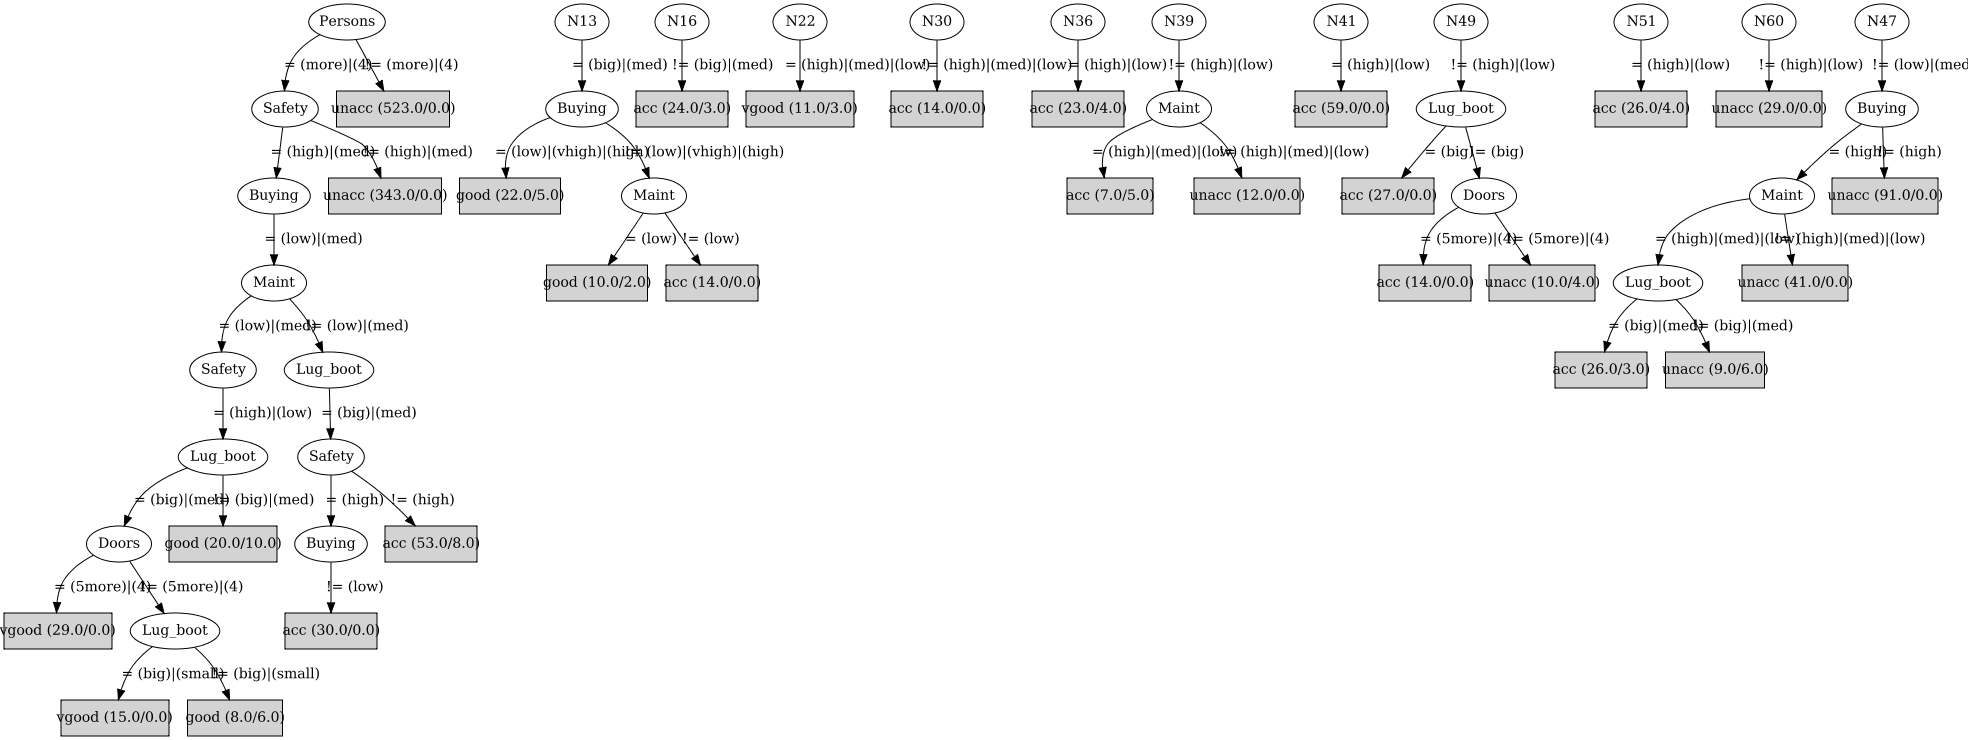 Persons N13 N16 N22 N30 N36 N39 N41 N49 N51 N60 N47
= (more)|(4) != (more)|(4) = (big)|(med) != (big)|(med) = (high)|(med)|(low) != (high)|(med)|(low) = (high)|(low) != (high)|(low) = (high)|(low) != (high)|(low) = (high)|(low) != (high)|(low) != (low)|(med
Safety unacc (523.0/0.0) Buying acc (24.0/3.0) vgood (11.0/3.0) acc (14.0/0.0) acc (23.0/4.0) Maint acc (59.0/0.0) Lug_boot acc (26.0/4.0) unacc (29.0/0.0) Buying
= (high)|(med) != (high)|(med) = (low)|(vhigh)|(high) != (low)|(vhigh)|(high) = (high)|(med)|(low) != (high)|(med)|(low) = (big) != (big) = (high) != (high)
Buying unacc (343.0/0.0) good (22.0/5.0) Maint acc (7.0/5.0) unacc (12.0/0.0) acc (27.0/0.0) Doors Maint unacc (91.0/0.0)
= (low)|(med) = (low) != (low) = (5more)|(4) != (5more)|(4) = (high)|(med)|(low) != (high)|(med)|(low)
Maint good (10.0/2.0) acc (14.0/0.0) acc (14.0/0.0) unacc (10.0/4.0) Lug_boot unacc (41.0/0.0)
= (low)|(med) != (low)|(med) = (big)|(med) != (big)|(med)
Safety Lug_boot acc (26.0/3.0) unacc (9.0/6.0)
= (high)|(low) = (big)|(med)
Lug_boot Safety
= (big)|(med) != (big)|(med) = (high) != (high)
Doors good (20.0/10.0) Buying acc (53.0/8.0)
= (5more)|(4) != (5more)|(4) != (low)
vgood (29.0/0.0) Lug_boot acc (30.0/0.0)
= (big)|(small) != (big)|(small)
vgood (15.0/0.0) good (8.0/6.0)